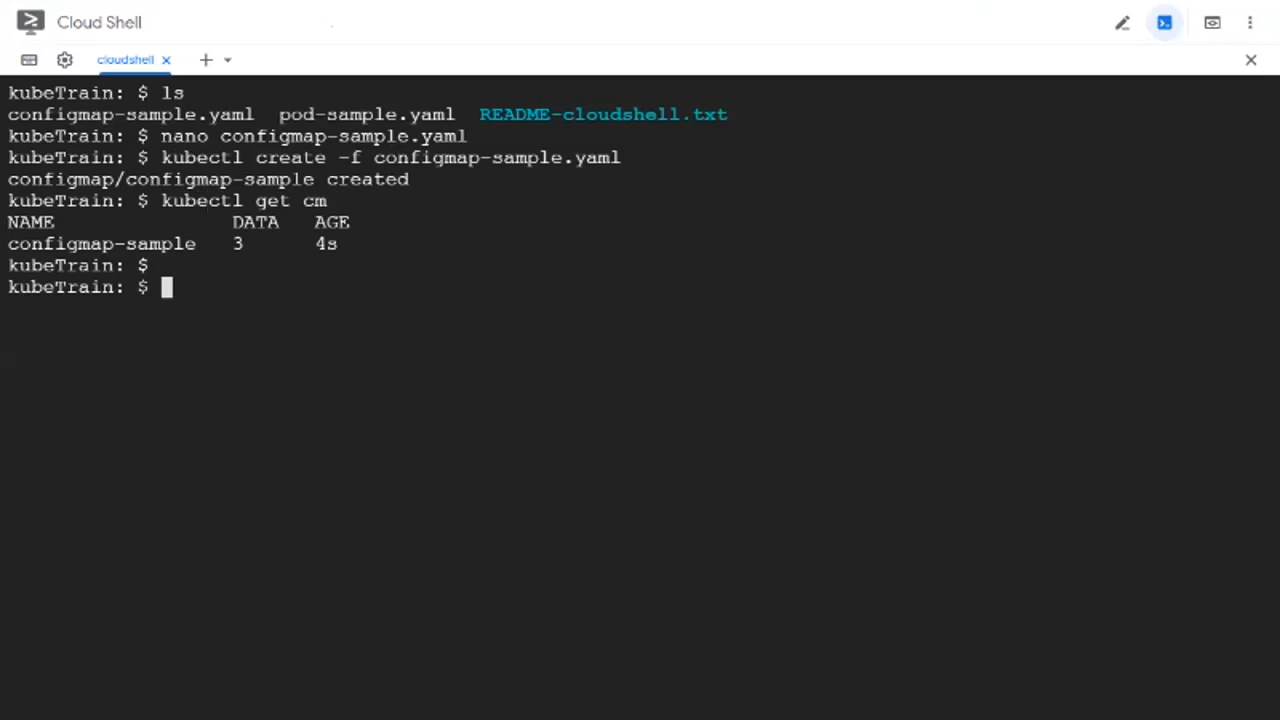 Cloud Shell
cloudshell
kubeTrain: $ ls
configmap-sample.yaml  pod-sample.yaml  README-cloudshell.txt
kubeTrain: $ nano configmap-sample.yaml
kubeTrain: $ kubectl create -f configmap-sample.yaml
configmap/configmap-sample created
kubeTrain: $ kubectl get cm
NAME               DATA   AGE
configmap-sample   3      4s
kubeTrain: $
kubeTrain: $